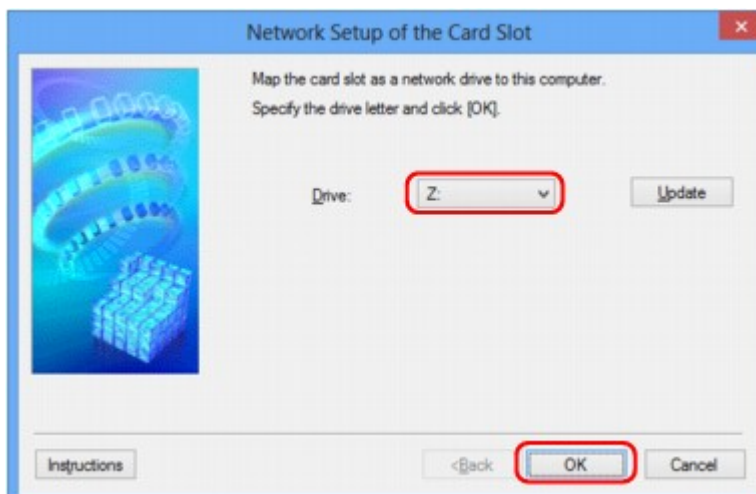 Network Setup of the Card Slot
Map the card slot as a network drive to this computer.
Specify the drive letter and click [OK].
Drive: Z: Update
Instructions <Back OK Cancel